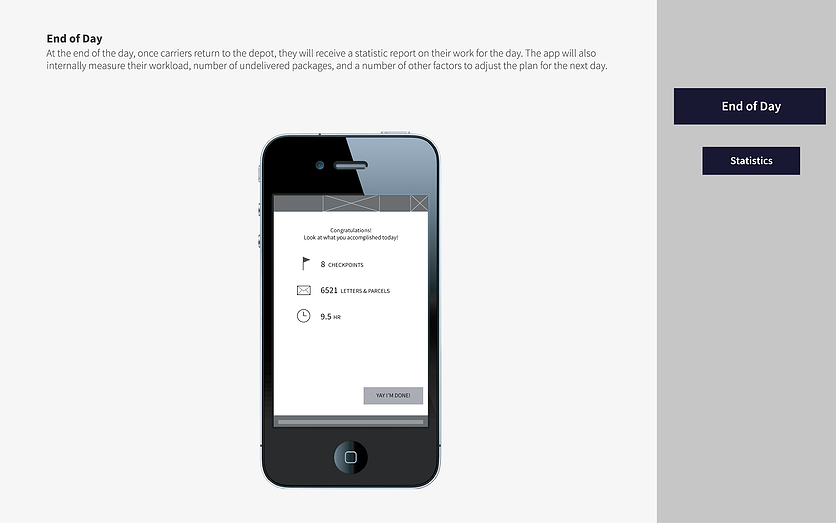 End of Day
At the end of the day, once carriers return to the depot, they will receive a statistic report on their work for the day. The app will also
internally measure their workload, number of undelivered packages, and a number of other factors to adjust the plan for the next day.
End of Day
Statistics
Congratulations!
Look at what you accomplished today!
8 CHECKPOINTS
6521 LETTERS & PARCELS
9.5 HR
YAY I'M DONE!